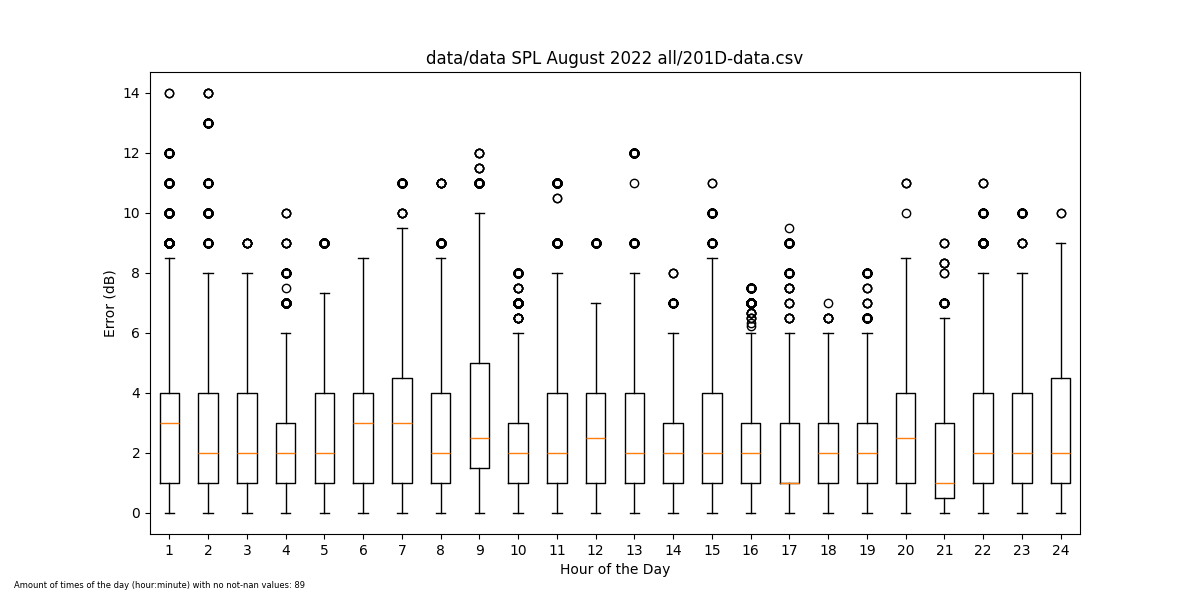 data/data SPL August 2022 all/201D-data.csv
14
12
10
8
6
4
2
0
Error (dB)
1 2 3 4 5 6 7 8 9 10 11 12 13 14 15 16 17 18 19 20 21 22 23 24
Hour of the Day
Amount of times of the day (hour:minute) with no not-nan values: 89